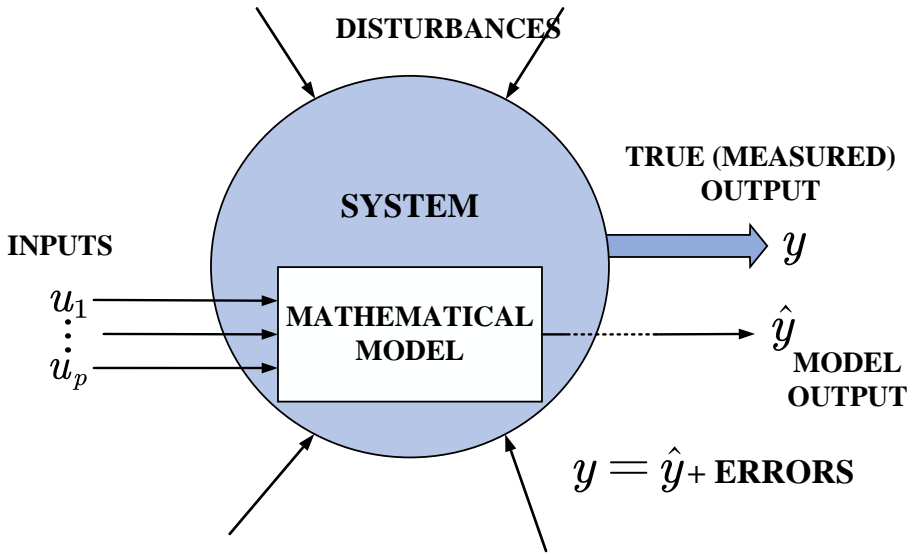 DISTURBANCES
TRUE (MEASURED)
OUTPUT
SYSTEM
INPUTS
y
u₁
⋮
uₚ
MATHEMATICAL
MODEL
ŷ
MODEL
OUTPUT
y = ŷ + ERRORS